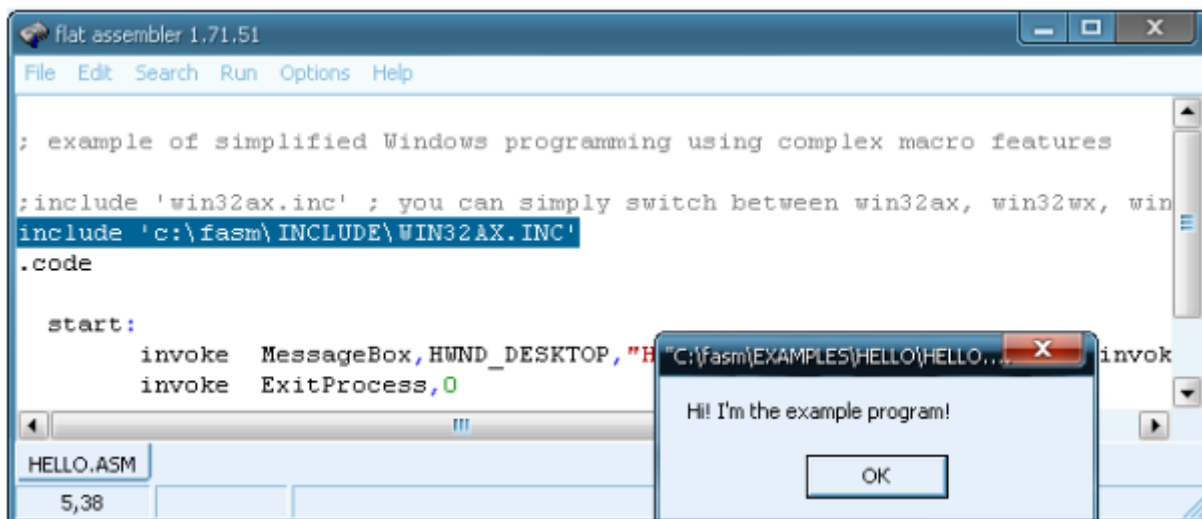 flat assembler 1.71.51
File Edit Search Run Options Help
; example of simplified Windows programming using complex macro features
;include 'win32ax.inc' ; you can simply switch between win32ax, win32wx, win
include 'c:\fasm\INCLUDE\WIN32AX.INC'
.code
start:
invoke MessageBox,HWND_DESKTOP,"H
invok
invoke ExitProcess,0
"C:\fasm\EXAMPLES\HELLO\HELLO....
Hi! I'm the example program!
OK
HELLO.ASM
5,38